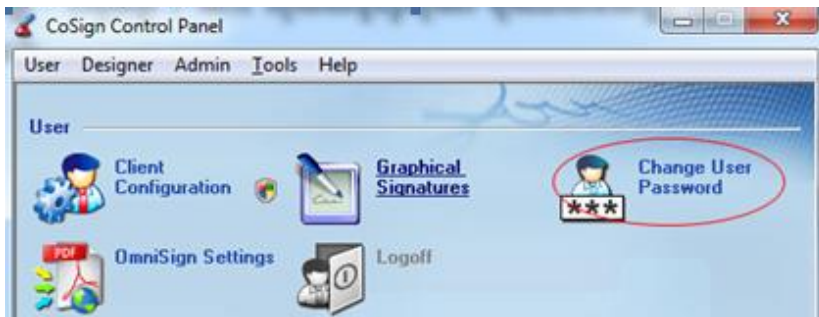 CoSign Control Panel
User Designer Admin Tools Help
User
Client
Configuration
Graphical
Signatures
Change User
Password
***
PDF
OmniSign Settings
Logoff